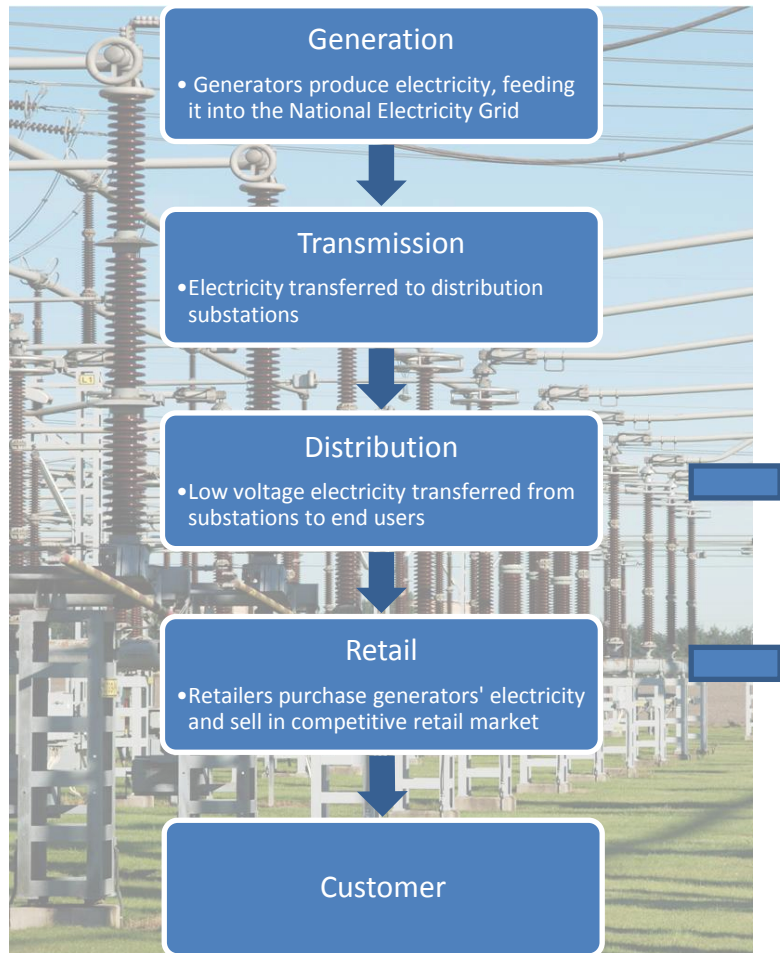 Generation
• Generators produce electricity, feeding
it into the National Electricity Grid
Transmission
•Electricity transferred to distribution
substations
Distribution
•Low voltage electricity transferred from
substations to end users
Retail
•Retailers purchase generators' electricity
and sell in competitive retail market
Customer